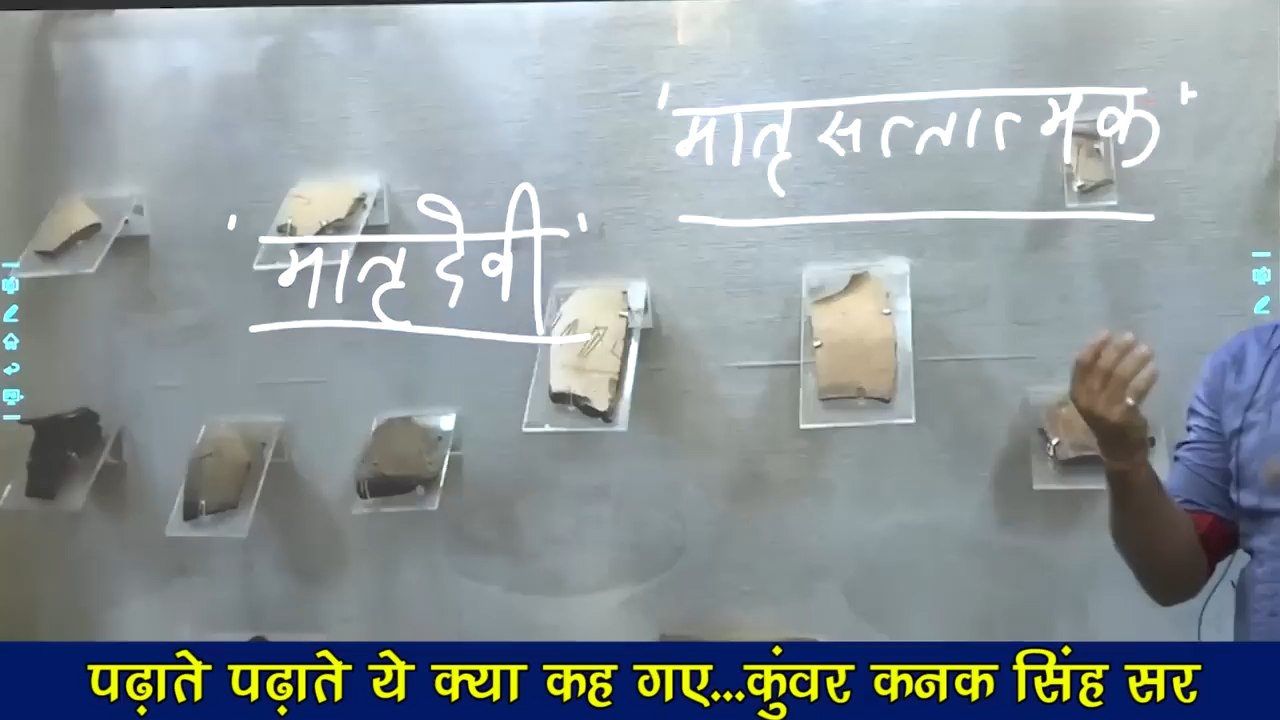 'मातृ सत्तात्मक'
'मातृ देवी'
पढ़ाते पढ़ाते ये क्या कह गए...कुंवर कनक सिंह सर